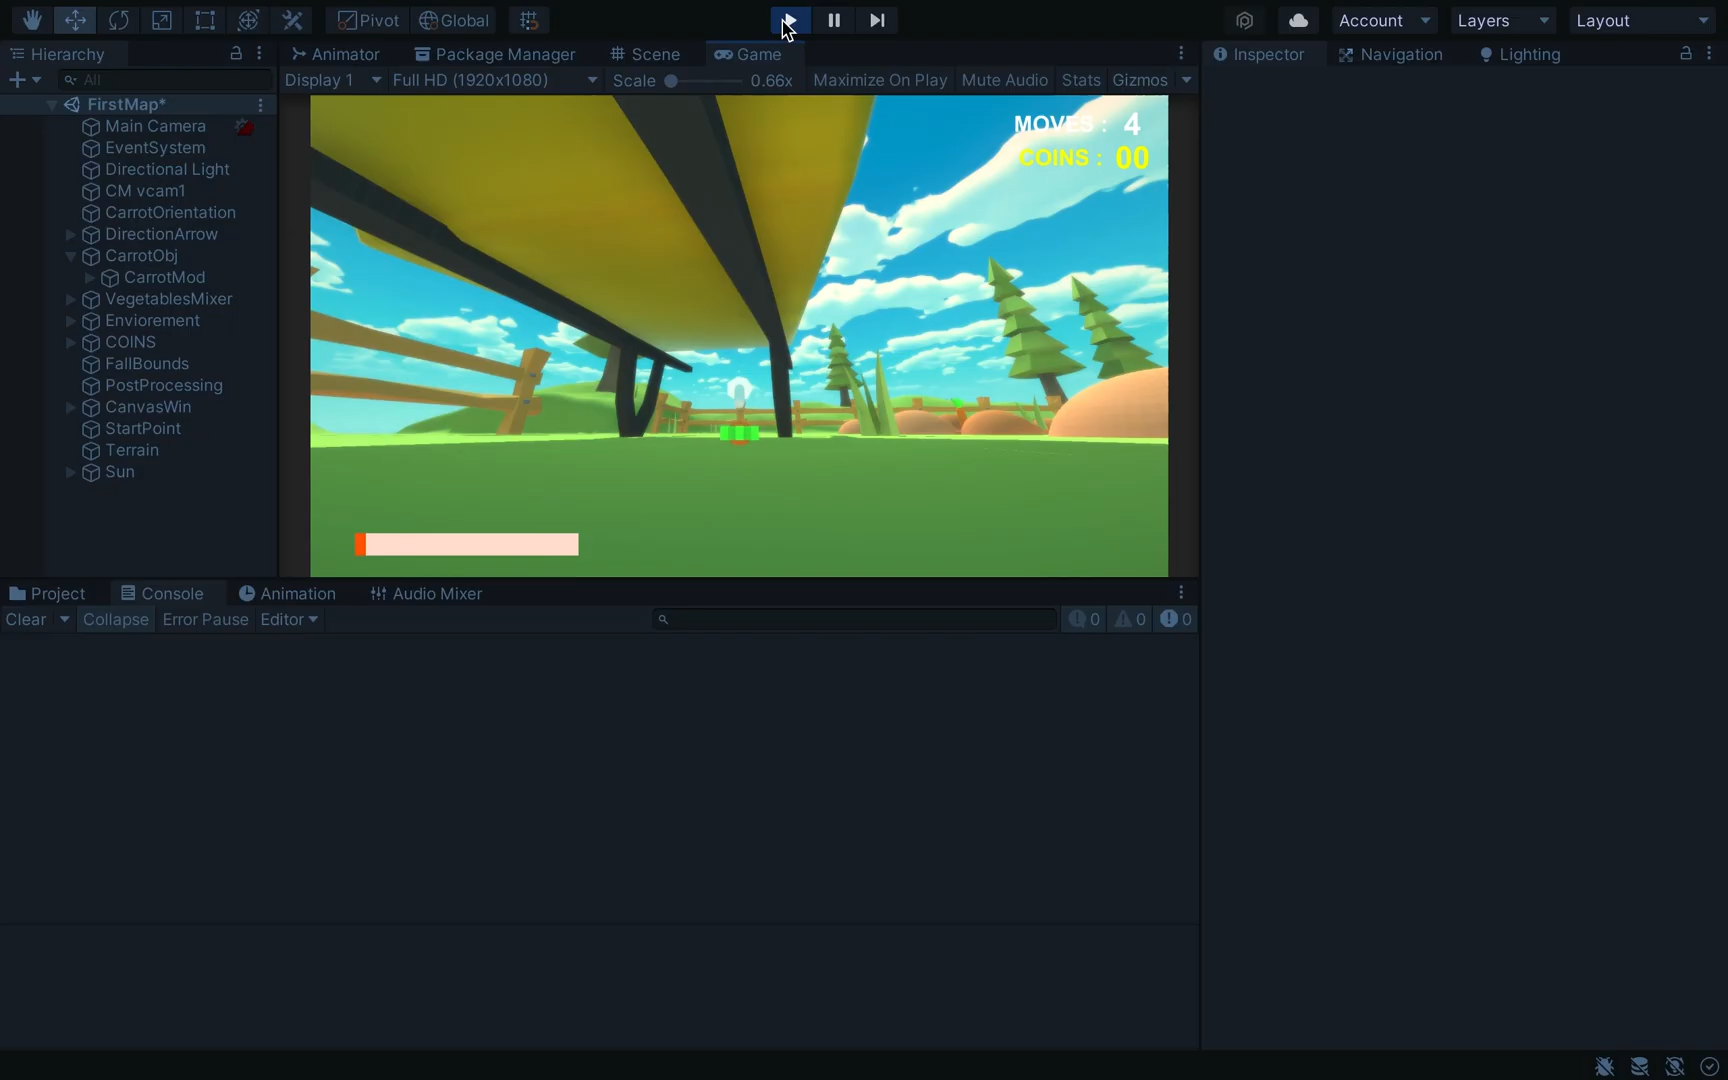 Pivot Global Account Layers Layout
Hierarchy Animator Package Manager Scene Game Inspector Navigation Lighting
All Display 1 Full HD (1920x1080) Scale 0.66x Maximize On Play Mute Audio Stats Gizmos
FirstMap*
Main Camera
EventSystem
Directional Light
CM vcam1
CarrotOrientation
DirectionArrow
CarrotObj
CarrotMod
VegetablesMixer
Enviorement
COINS
FallBounds
PostProcessing
CanvasWin
StartPoint
Terrain
Sun
MOVES : 4
COINS : 00
Project Console Animation Audio Mixer
Clear Collapse Error Pause Editor 0 0 0